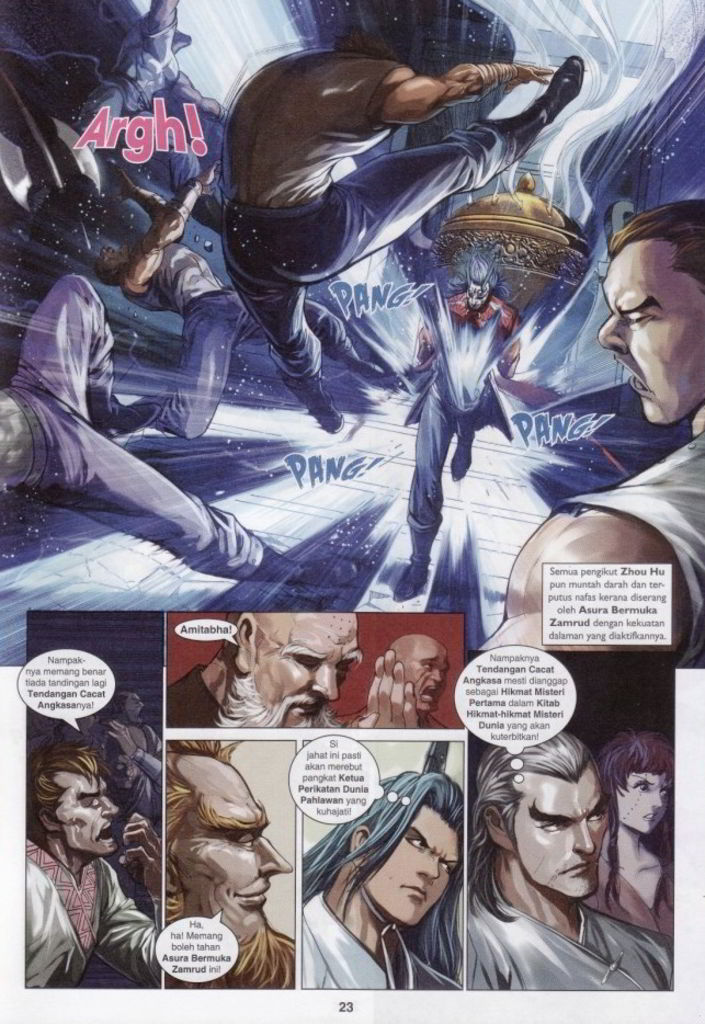 Argh!
PANG!
PANG!
PANG!
Semua pengikut Zhou Hu
pun muntah darah dan ter-
putus nafas kerana diserang
oleh Asura Bermuka
Zamrud dengan kekuatan
dalaman yang diaktifkannya.
Nampak-
nya memang benar
tiada tandingan lagi
Tendangan Cacat
Angkasanya!
Amitabha!
Ha,
ha! Memang
boleh tahan
Asura Bermuka
Zamrud ini!
Si
jahat ini pasti
akan merebut
pangkat Ketua
Perikatan Dunia
Pahlawan yang
kuhajati!
Nampaknya
Tendangan Cacat
Angkasa mesti dianggap
sebagai Hikmat Misteri
Pertama dalam Kitab
Hikmat-hikmat Misteri
Dunia yang akan
kuterbitkan!
23